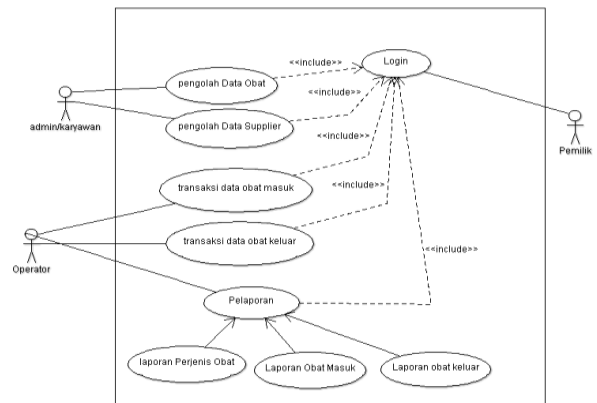 <<include>>
Login
pengolah Data Obat
<<include>>
admin/karyawan
pengolah Data Supplier
<<include>>
Pemilik
transaksi data obat masuk
<<include>>
transaksi data obat keluar
<<include>>
Operator
Pelaporan
laporan Perjenis Obat
Laporan Obat Masuk
Laporan obat keluar